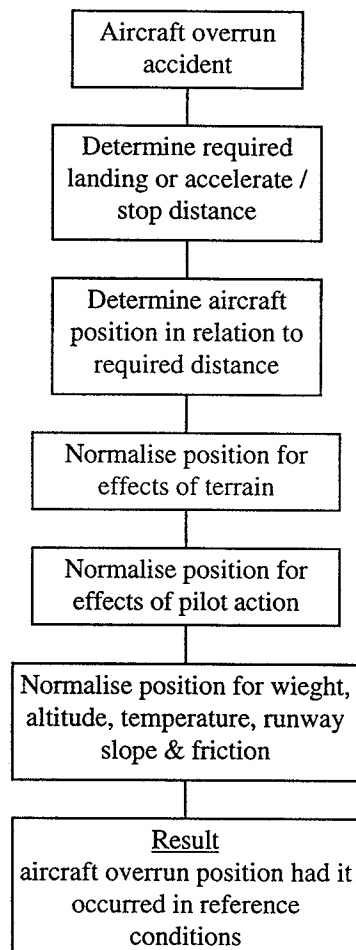 Aircraft overrun
accident
Determine required
landing or accelerate /
stop distance
Determine aircraft
position in relation to
required distance
Normalise position for
effects of terrain
Normalise position for
effects of pilot action
Normalise position for wieght,
altitude, temperature, runway
slope & friction
Result
aircraft overrun position had it
occurred in reference
conditions